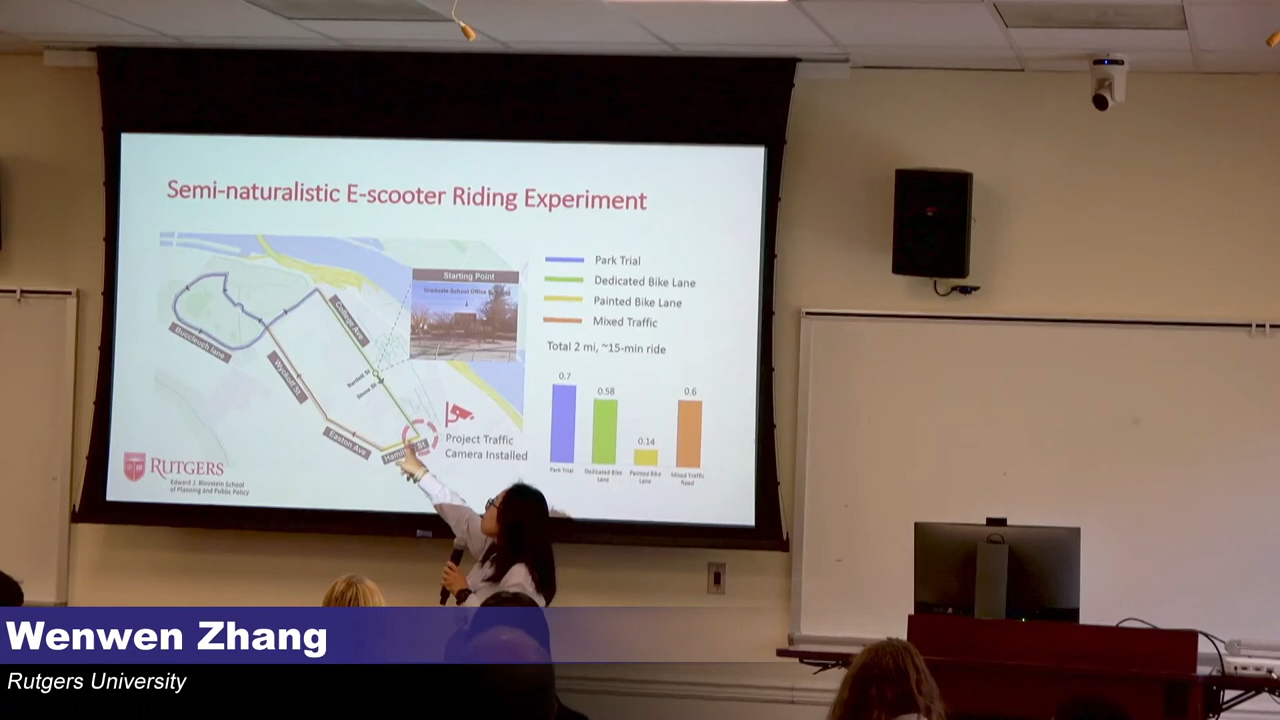 Semi-naturalistic E-scooter Riding Experiment
Starting Point
Graduate School Office
College Ave
Buccleuch lane
Wyckoff St
Easton Ave
Project Traffic
Camera Installed
Park Trial
Dedicated Bike Lane
Painted Bike Lane
Mixed Traffic
Total 2 mi, ~15-min ride
0.7
0.58
0.14
0.6
Park Trial
Dedicated Bike
Lane
Painted Bike
Lane
Mixed Traffic
Road
RUTGERS
Edward J. Bloustein School
of Planning and Public Policy
Wenwen Zhang
Rutgers University